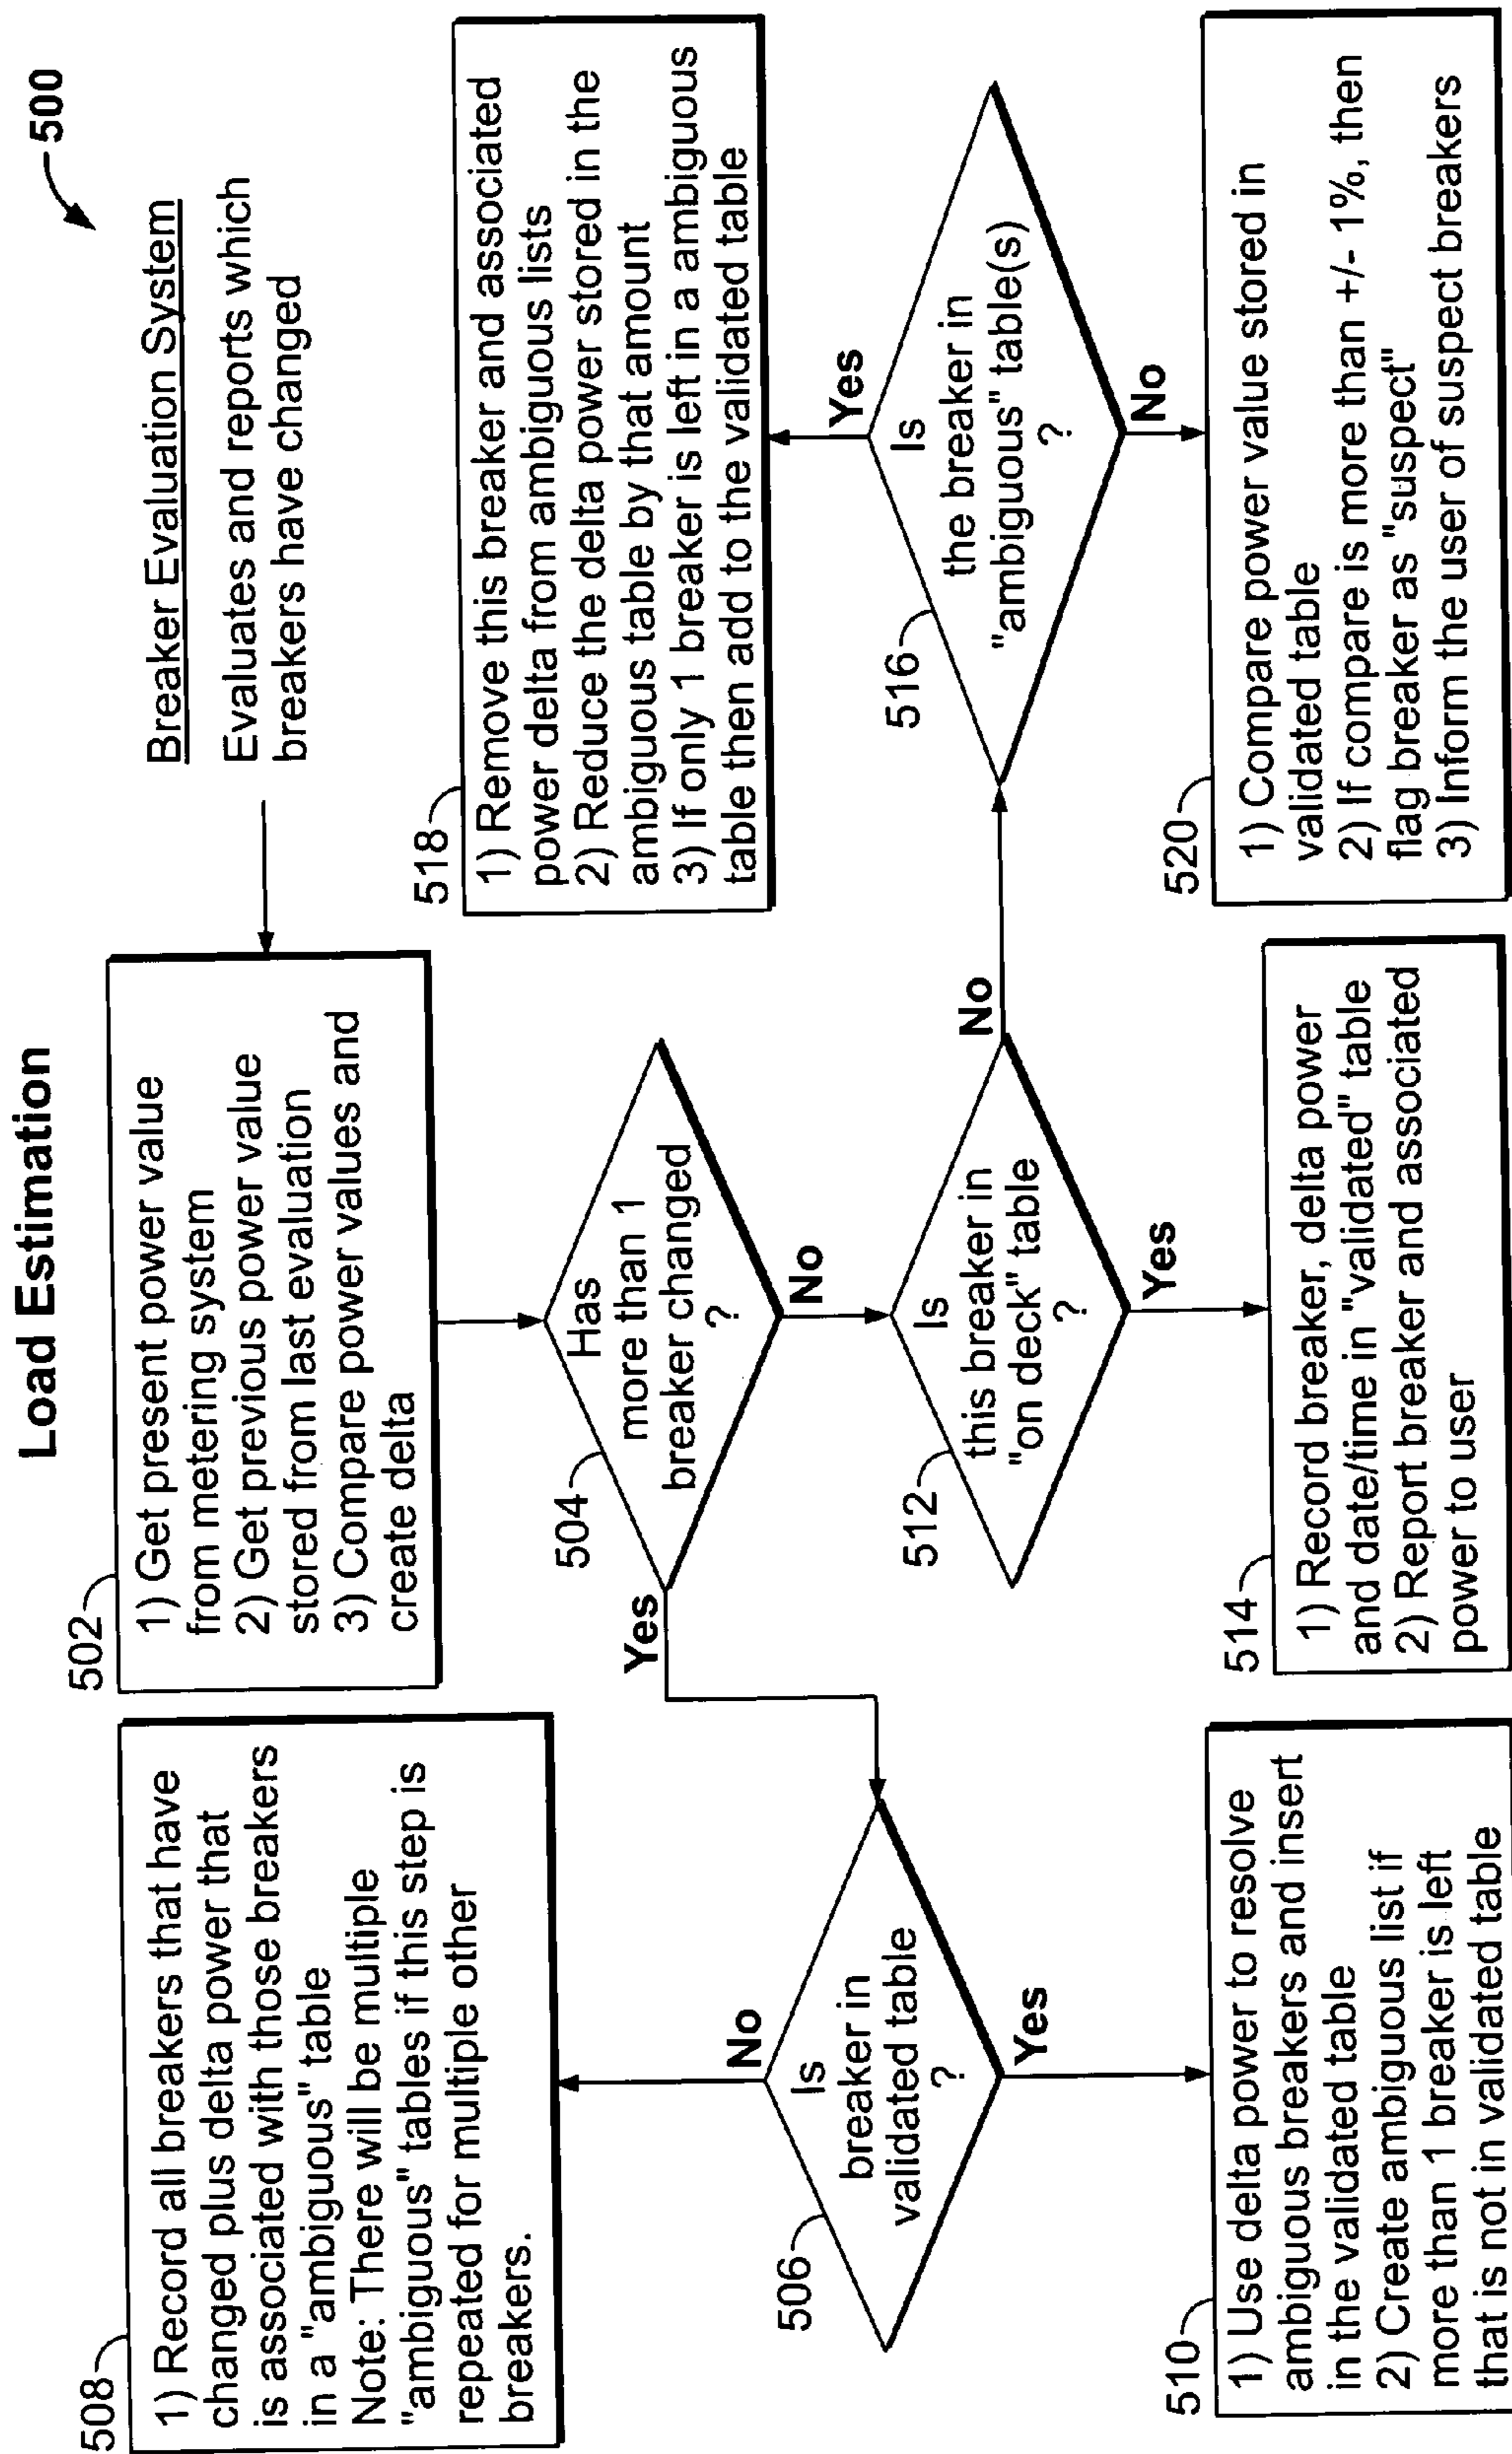 Load Estimation
500
Breaker Evaluation System
Evaluates and reports which
breakers have changed
502
1) Get present power value
from metering system
2) Get previous power value
stored from last evaluation
3) Compare power values and
create delta
504
Has
more than 1
breaker changed
?
Yes
No
506
Is
breaker in
validated table
?
No
Yes
508
1) Record all breakers that have
changed plus delta power that
is associated with those breakers
in a "ambiguous" table
Note: There will be multiple
"ambiguous" tables if this step is
repeated for multiple other
breakers.
510
1) Use delta power to resolve
ambiguous breakers and insert
in the validated table
2) Create ambiguous list if
more than 1 breaker is left
that is not in validated table
512
Is
this breaker in
"on deck" table
?
No
Yes
514
1) Record breaker, delta power
and date/time in "validated" table
2) Report breaker and associated
power to user
516
Is
the breaker in
"ambiguous" table(s)
?
Yes
No
518
1) Remove this breaker and associated
power delta from ambiguous lists
2) Reduce the delta power stored in the
ambiguous table by that amount
3) If only 1 breaker is left in a ambiguous
table then add to the validated table
520
1) Compare power value stored in
validated table
2) If compare is more than +/- 1%, then
flag breaker as "suspect"
3) Inform the user of suspect breakers